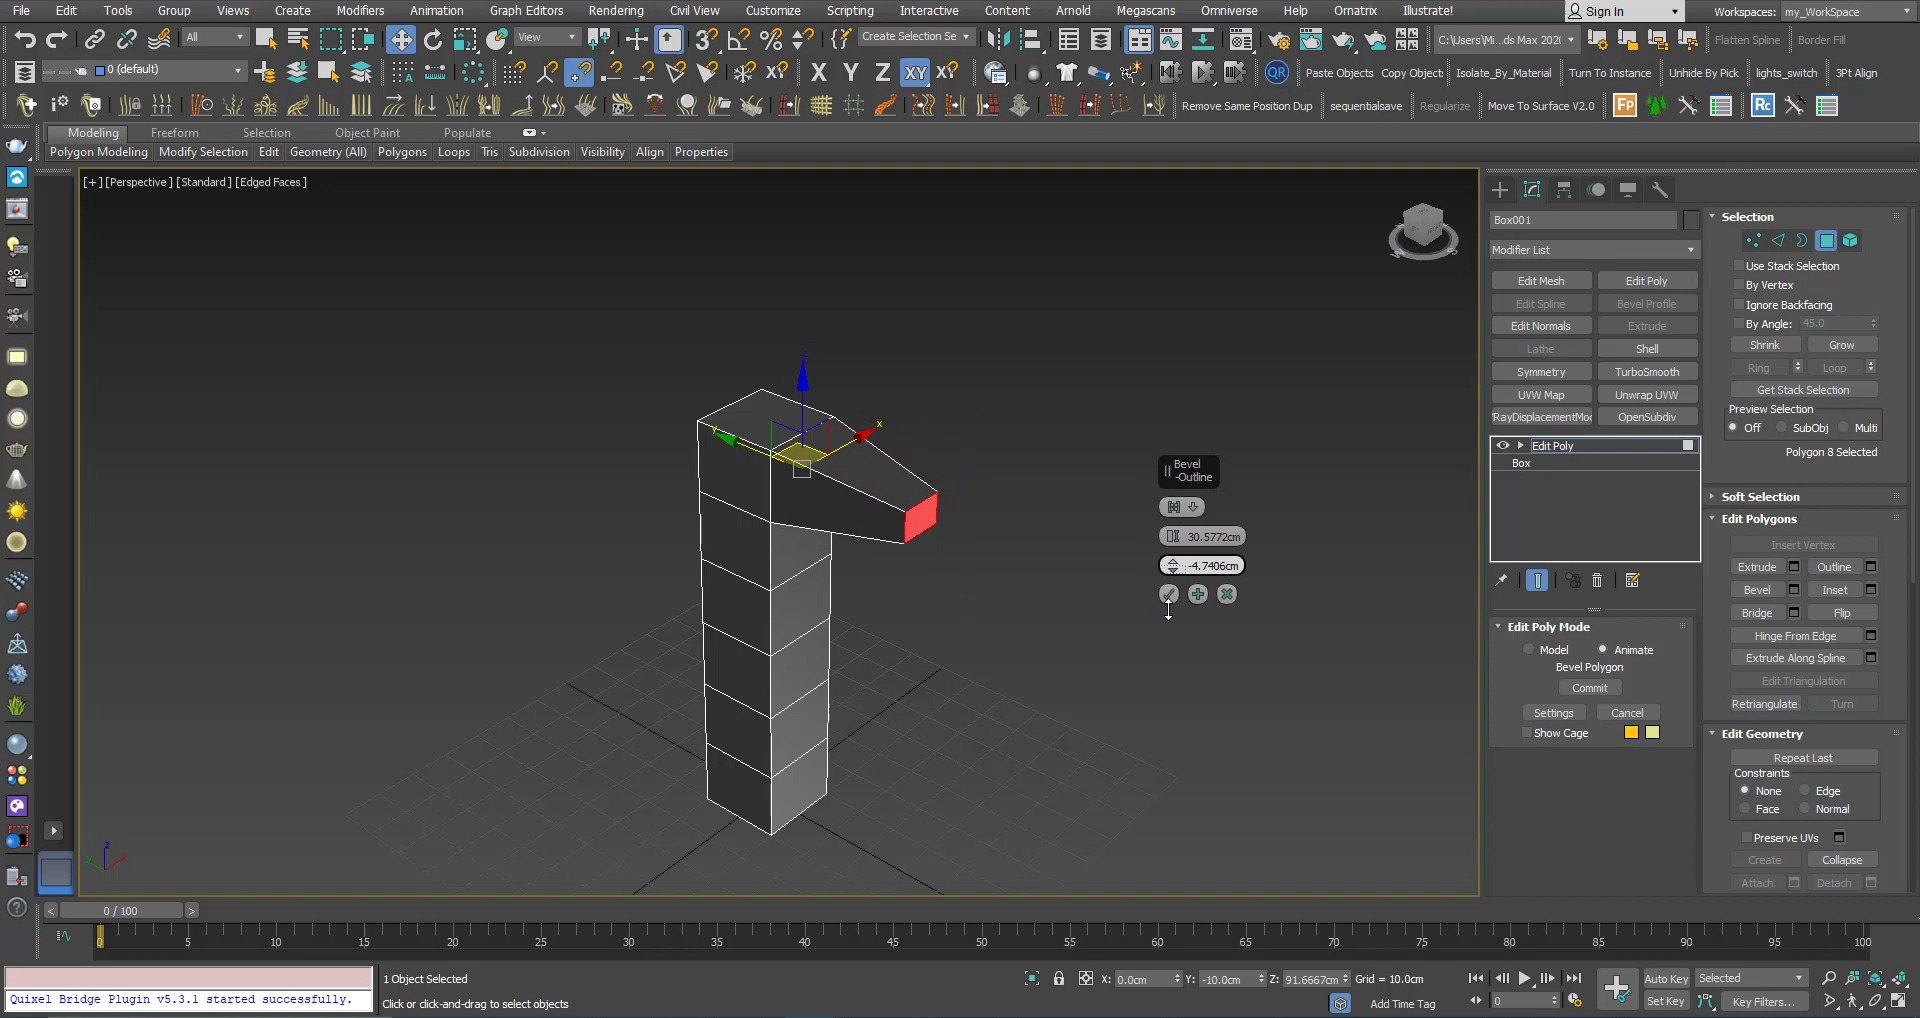 File Edit Tools Group Views Create Modifiers Animation Graph Editors Rendering Civil View Customize Scripting Interactive Content Arnold Megascans Omniverse Help Ornatrix Illustrate! Sign In Workspaces: my_WorkSpace
All View Create Selection Se C:\Users\Mi...ds Max 202( Flatten Spline Border Fill
0 (default) X Y Z XY QR Paste Objects Copy Objects Isolate_By_Material Turn To Instance Unhide By Pick lights_switch 3Pt Align
Remove Same Position Dup sequentialsave Regularize Move To Surface V2.0 Fp Rc
Modeling Freeform Selection Object Paint Populate
Polygon Modeling Modify Selection Edit Geometry (All) Polygons Loops Tris Subdivision Visibility Align Properties
[+] [Perspective] [Standard] [Edged Faces]
z
y
x
Bevel
-Outline
30.5772cm
-4.7406cm
z
y
x
Box001
Modifier List
Edit Mesh Edit Poly
Edit Spline Bevel Profile
Edit Normals Extrude
Lathe Shell
Symmetry TurboSmooth
UVW Map Unwrap UVW
/RayDisplacementMod OpenSubdiv
Edit Poly
Box
Edit Poly Mode
Model Animate
Bevel Polygon
Commit
Settings Cancel
Show Cage
Selection
Use Stack Selection
By Vertex
Ignore Backfacing
By Angle: 45.0
Shrink Grow
Ring Loop
Get Stack Selection
Preview Selection
Off SubObj Multi
Polygon 8 Selected
Soft Selection
Edit Polygons
Insert Vertex
Extrude Outline
Bevel Inset
Bridge Flip
Hinge From Edge
Extrude Along Spline
Edit Triangulation
Retriangulate Turn
Edit Geometry
Repeat Last
Constraints
None Edge
Face Normal
Preserve UVs
Create Collapse
Attach Detach
< 0 / 100 >
0 5 10 15 20 25 30 35 40 45 50 55 60 65 70 75 80 85 90 95 100
1 Object Selected X: 0.0cm Y: -10.0cm Z: 91.6667cm Grid = 10.0cm Auto Key Selected
Quixel Bridge Plugin v5.3.1 started successfully. Click or click-and-drag to select objects Add Time Tag 0 Set Key Key Filters...